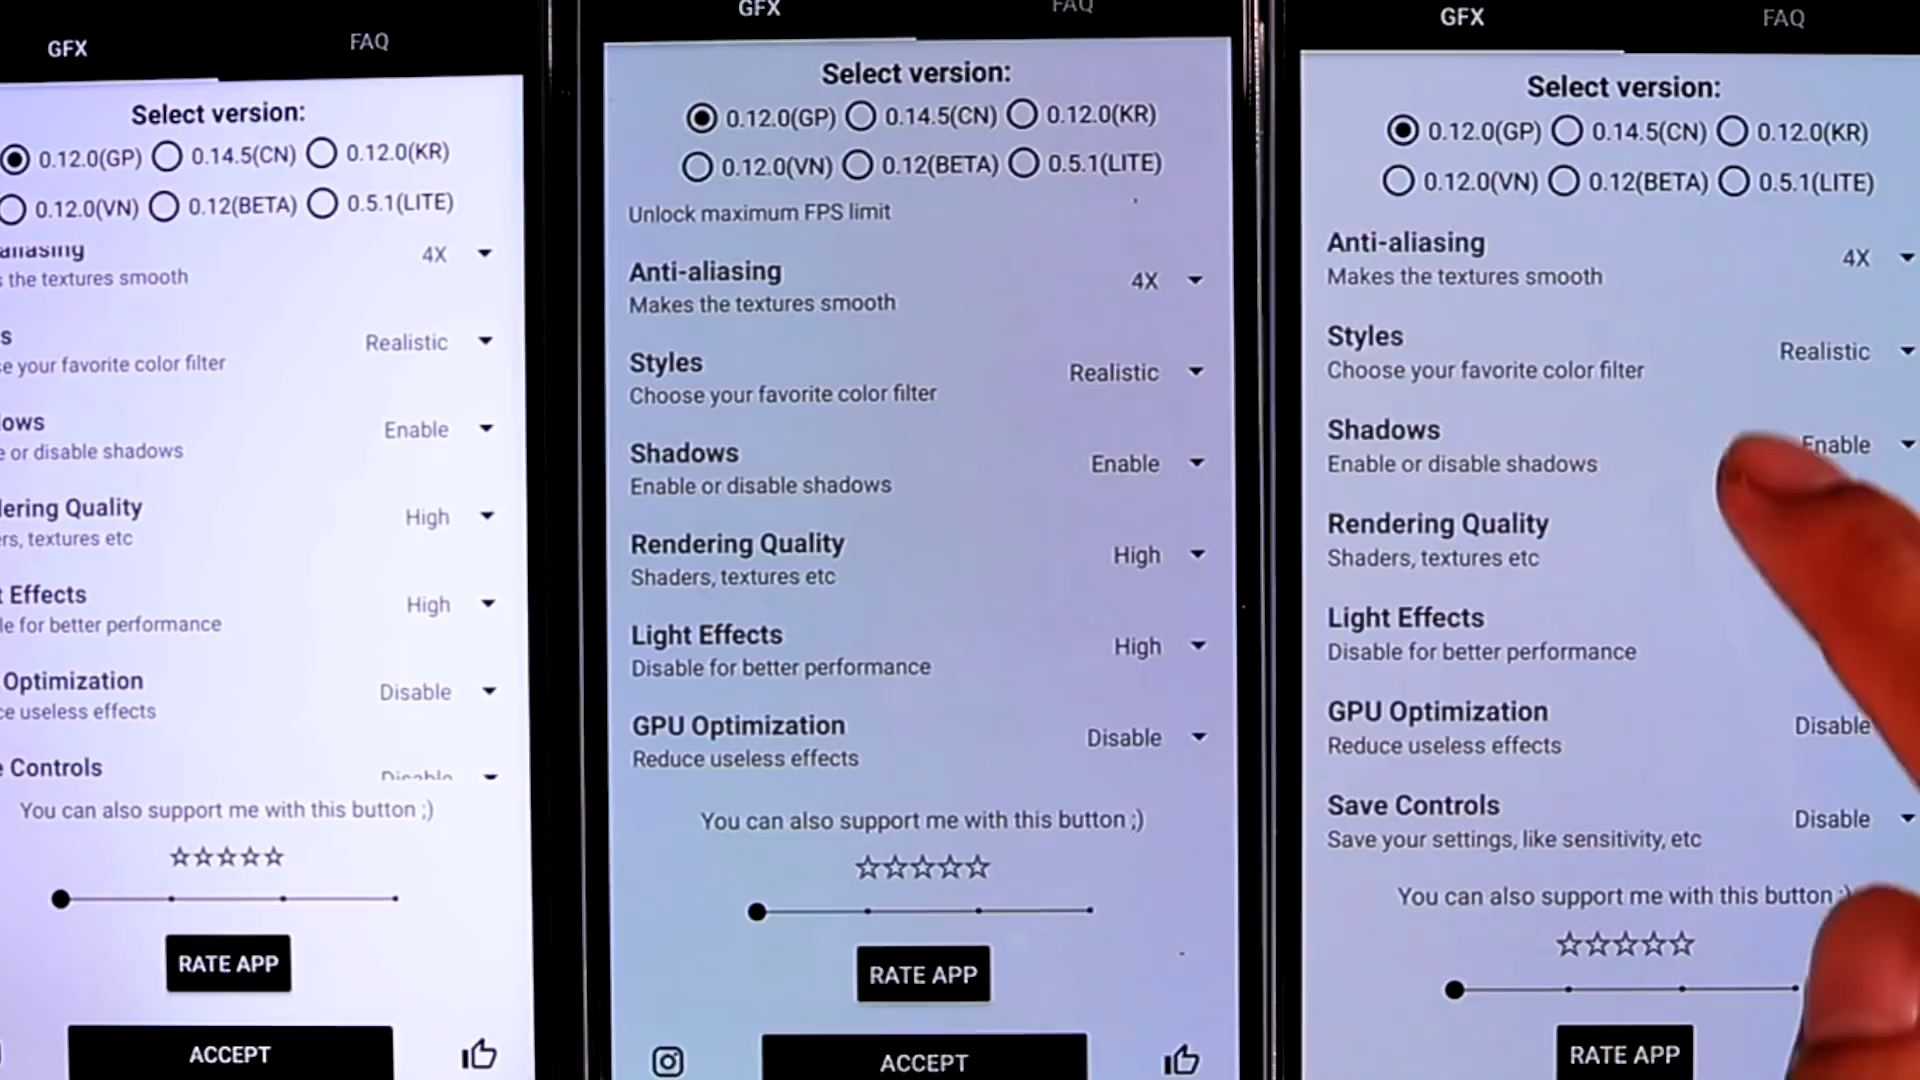 GFX FAQ
Select version:
0.12.0(GP) 0.14.5(CN) 0.12.0(KR)
0.12.0(VN) 0.12(BETA) 0.5.1(LITE)
aliasing 4X
the textures smooth
s Realistic
e your favorite color filter
ows Enable
e or disable shadows
dering Quality High
rs, textures etc
t Effects High
le for better performance
Optimization Disable
ce useless effects
e Controls Disable
You can also support me with this button ;)
☆☆☆☆☆
RATE APP
ACCEPT
GFX FAQ
Select version:
0.12.0(GP) 0.14.5(CN) 0.12.0(KR)
0.12.0(VN) 0.12(BETA) 0.5.1(LITE)
Unlock maximum FPS limit
Anti-aliasing 4X
Makes the textures smooth
Styles Realistic
Choose your favorite color filter
Shadows Enable
Enable or disable shadows
Rendering Quality High
Shaders, textures etc
Light Effects High
Disable for better performance
GPU Optimization Disable
Reduce useless effects
You can also support me with this button ;)
☆☆☆☆☆
RATE APP
ACCEPT
GFX FAQ
Select version:
0.12.0(GP) 0.14.5(CN) 0.12.0(KR)
0.12.0(VN) 0.12(BETA) 0.5.1(LITE)
Anti-aliasing 4X
Makes the textures smooth
Styles Realistic
Choose your favorite color filter
Shadows Enable
Enable or disable shadows
Rendering Quality
Shaders, textures etc
Light Effects
Disable for better performance
GPU Optimization Disable
Reduce useless effects
Save Controls Disable
Save your settings, like sensitivity, etc
You can also support me with this button ;)
☆☆☆☆☆
RATE APP